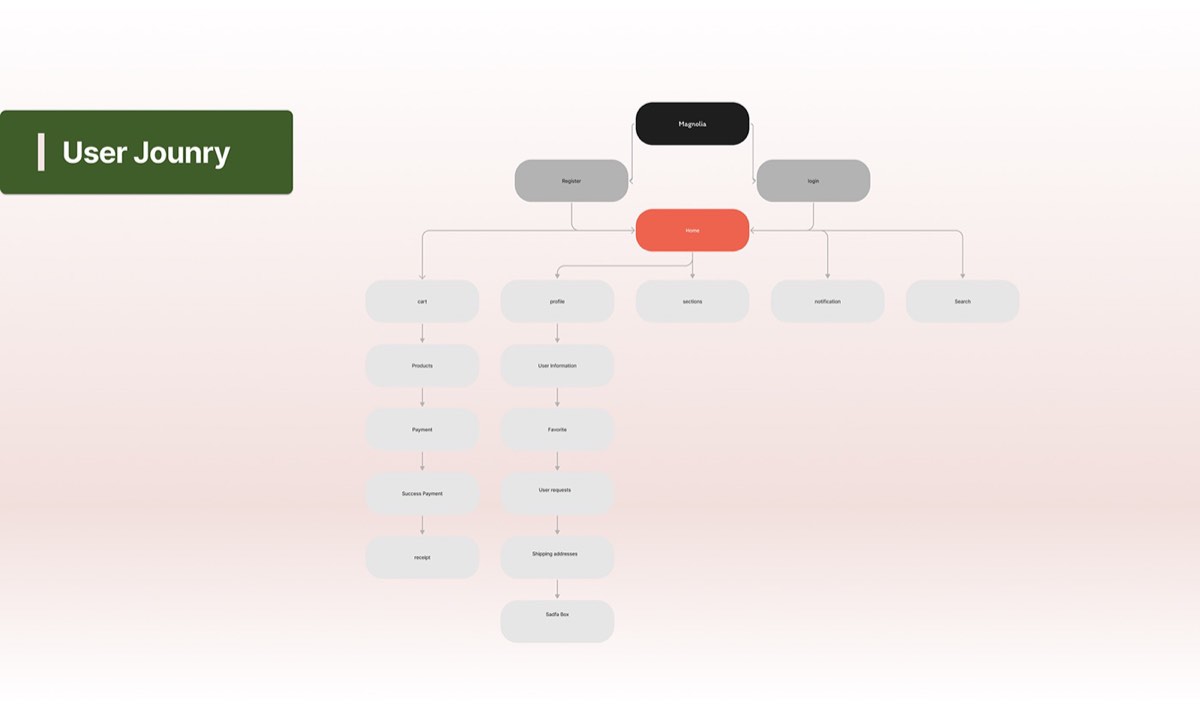 User Jounry
Magnolia
Register
login
Home
cart
profile
sections
notification
Search
Products
User Information
Payment
Favorite
Success Payment
User requests
receipt
Shipping addresses
Sadfa Box